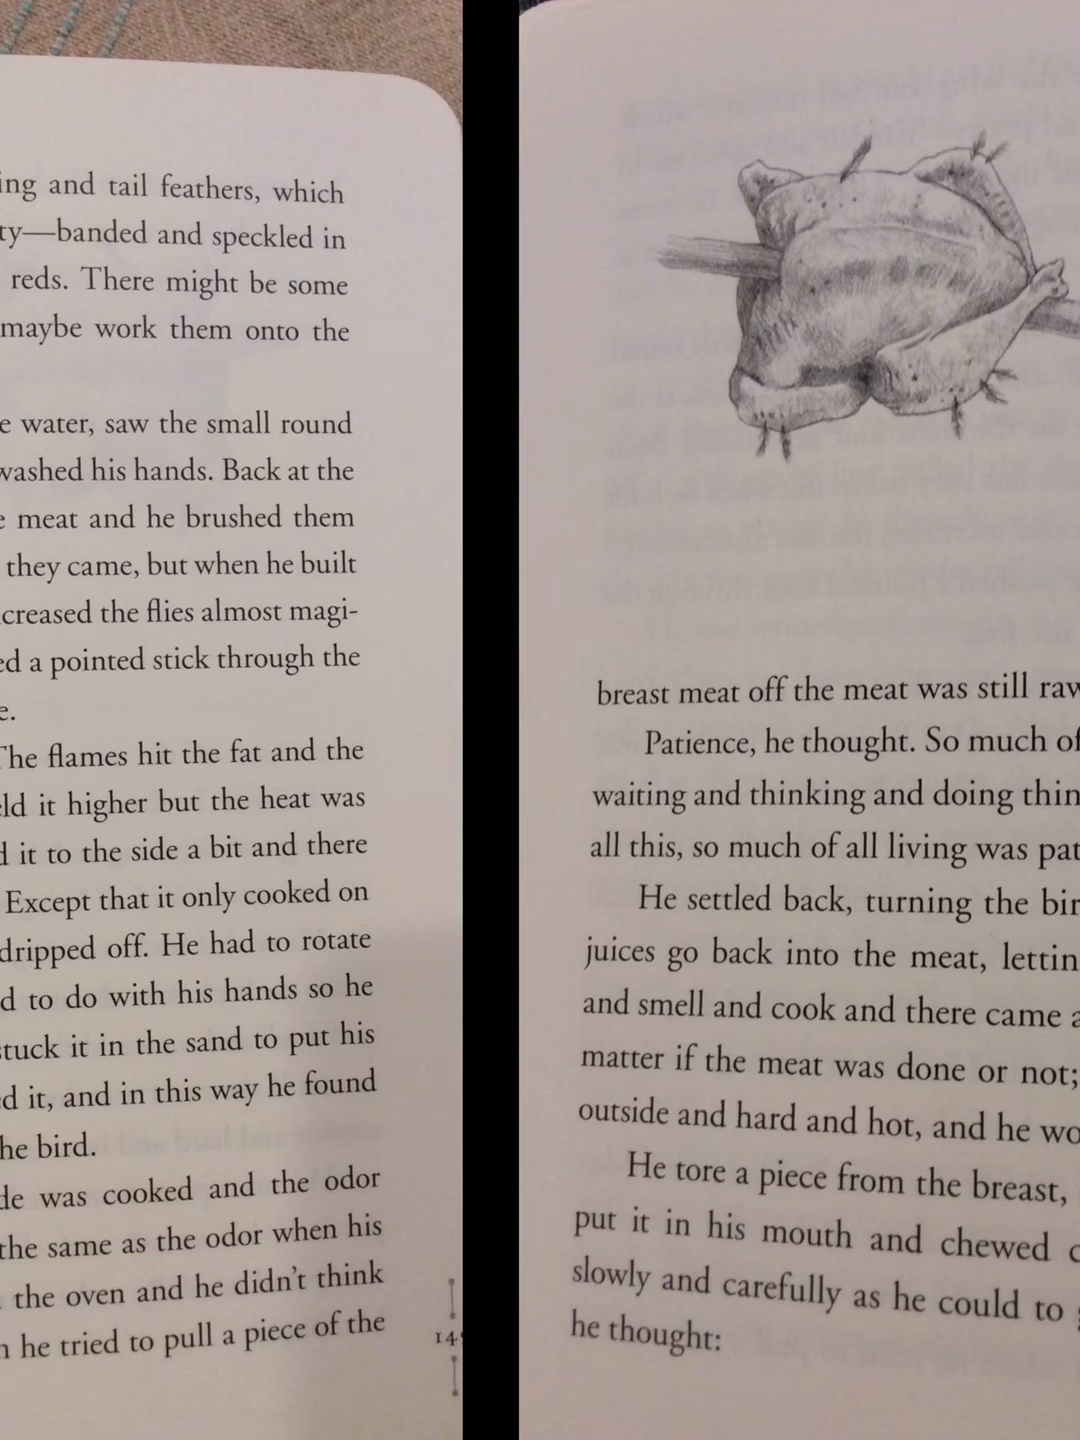 ing and tail feathers, which
ty—banded and speckled in
reds. There might be some
maybe work them onto the
e water, saw the small round
washed his hands. Back at the
e meat and he brushed them
they came, but when he built
creased the flies almost magi-
ed a pointed stick through the
e.
The flames hit the fat and the
eld it higher but the heat was
d it to the side a bit and there
Except that it only cooked on
dripped off. He had to rotate
d to do with his hands so he
stuck it in the sand to put his
ed it, and in this way he found
he bird.
de was cooked and the odor
the same as the odor when his
the oven and he didn't think
n he tried to pull a piece of the
14
breast meat off the meat was still raw
Patience, he thought. So much of
waiting and thinking and doing thin
all this, so much of all living was pat
He settled back, turning the bir
juices go back into the meat, lettin
and smell and cook and there came a
matter if the meat was done or not;
outside and hard and hot, and he wo
He tore a piece from the breast,
put it in his mouth and chewed c
slowly and carefully as he could to
he thought: